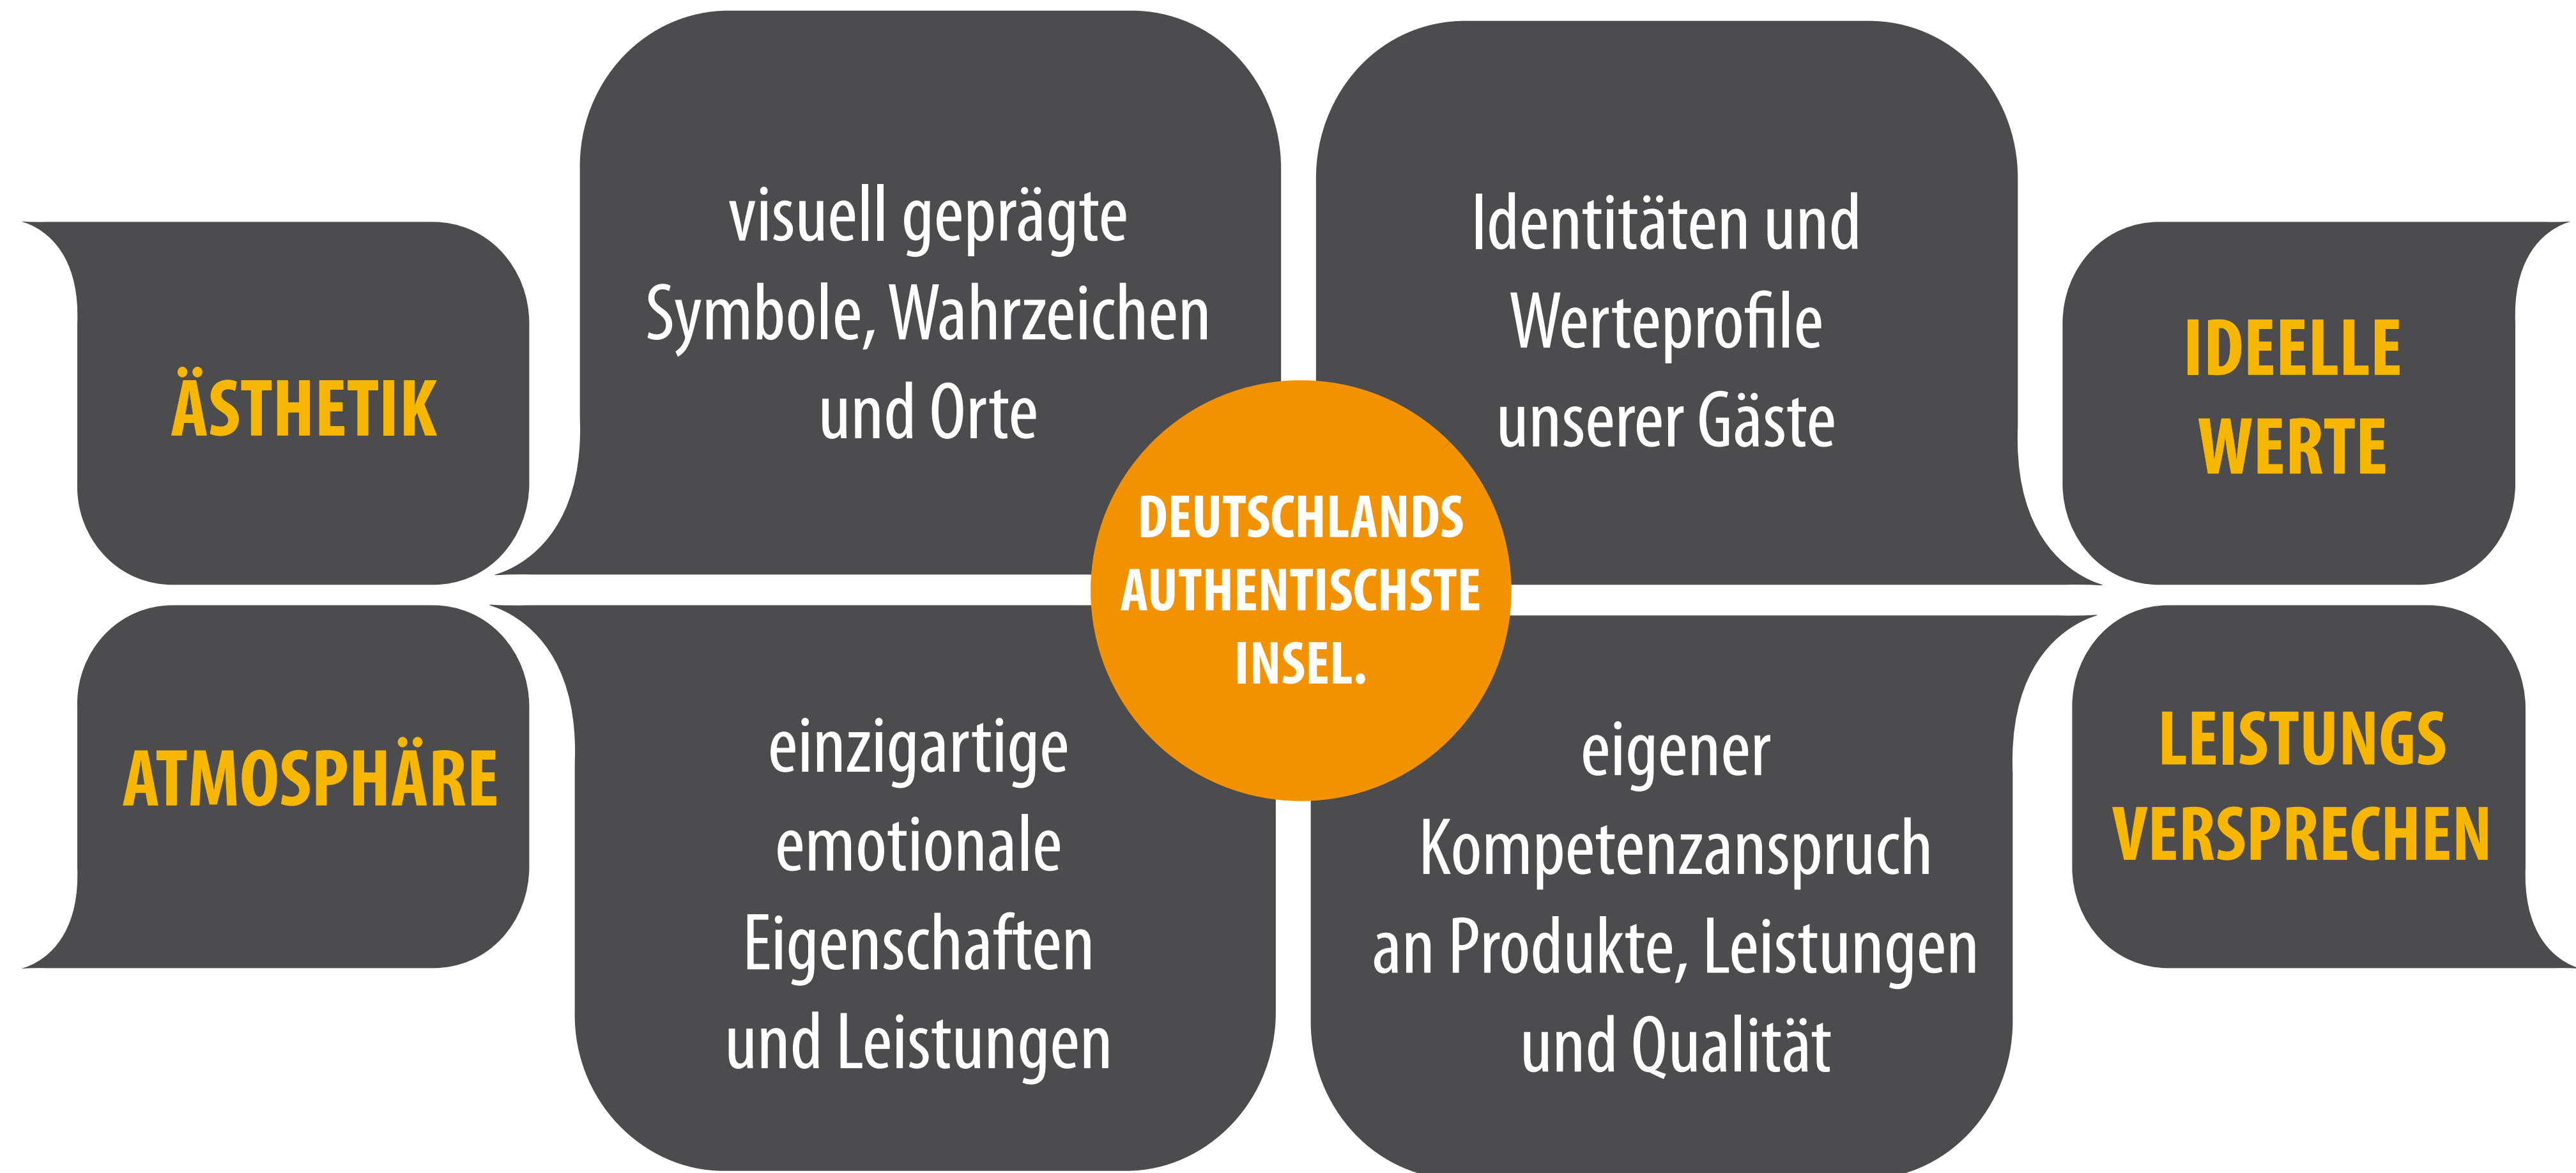 ÄSTHETIK
visuell geprägte
Symbole, Wahrzeichen
und Orte
Identitäten und
Werteprofile
unserer Gäste
IDEELLE
WERTE
DEUTSCHLANDS
AUTHENTISCHSTE
INSEL.
ATMOSPHÄRE
einzigartige
emotionale
Eigenschaften
und Leistungen
eigener
Kompetenzanspruch
an Produkte, Leistungen
und Qualität
LEISTUNGS
VERSPRECHEN